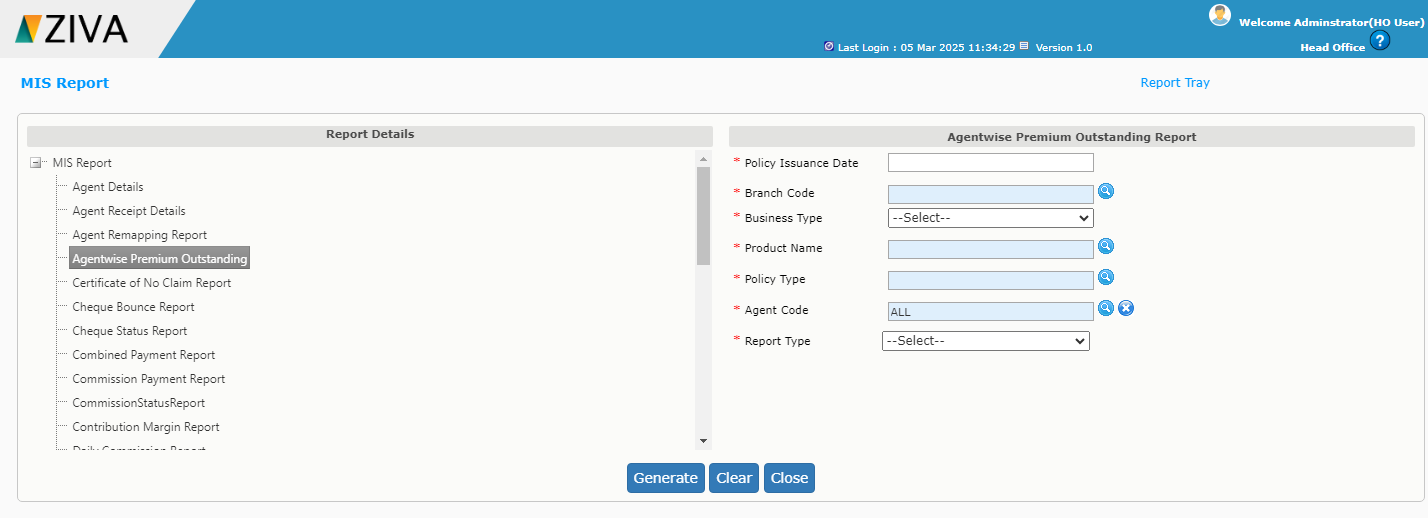 ZIVA
Welcome Adminstrator(HO User)
Last Login : 05 Mar 2025 11:34:29 Version 1.0
Head Office ?
MIS Report
Report Tray
Report Details
MIS Report
Agent Details
Agent Receipt Details
Agent Remapping Report
Agentwise Premium Outstanding
Certificate of No Claim Report
Cheque Bounce Report
Cheque Status Report
Combined Payment Report
Commission Payment Report
CommissionStatusReport
Contribution Margin Report
Daily Commission Report
Agentwise Premium Outstanding Report
* Policy Issuance Date
* Branch Code
* Business Type --Select--
* Product Name
* Policy Type
* Agent Code ALL
* Report Type --Select--
Generate Clear Close